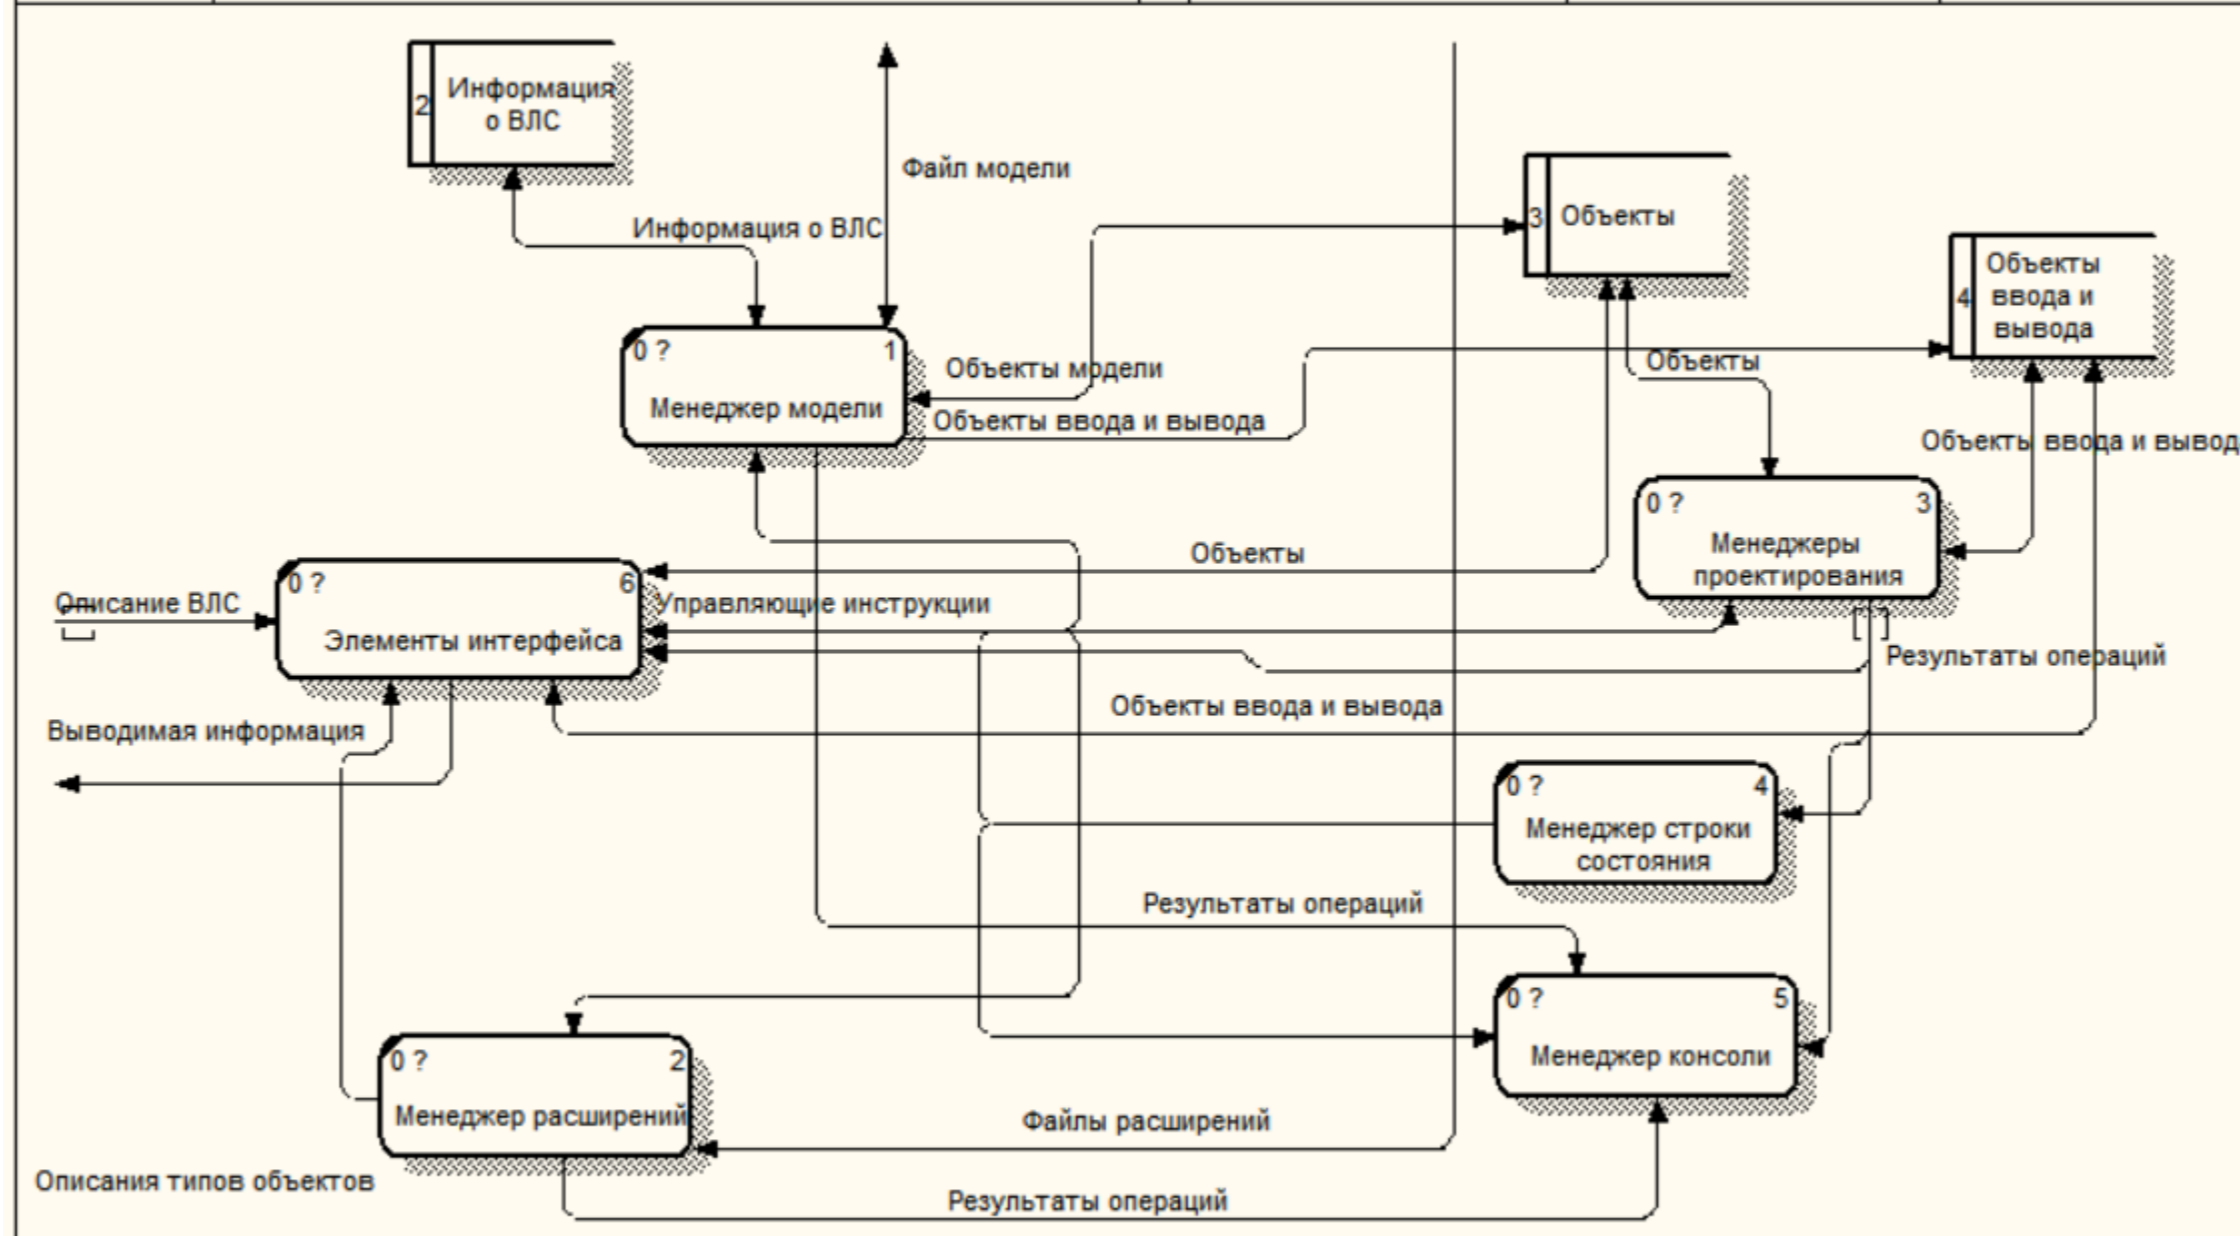 2
Информация
о ВЛС
Файл модели
Информация о ВЛС
3
Объекты
4
Объекты
ввода и
вывода
0 ?
1
Менеджер модели
Объекты модели
Объекты ввода и вывода
Объекты
Объекты ввода и вывод
0 ?
3
Менеджеры
проектирования
Объекты
Описание ВЛС
0 ?
6
Элементы интерфейса
Управляющие инструкции
Результаты операций
Объекты ввода и вывода
Выводимая информация
0 ?
4
Менеджер строки
состояния
Результаты операций
0 ?
5
Менеджер консоли
0 ?
2
Менеджер расширений
Файлы расширений
Описания типов объектов
Результаты операций